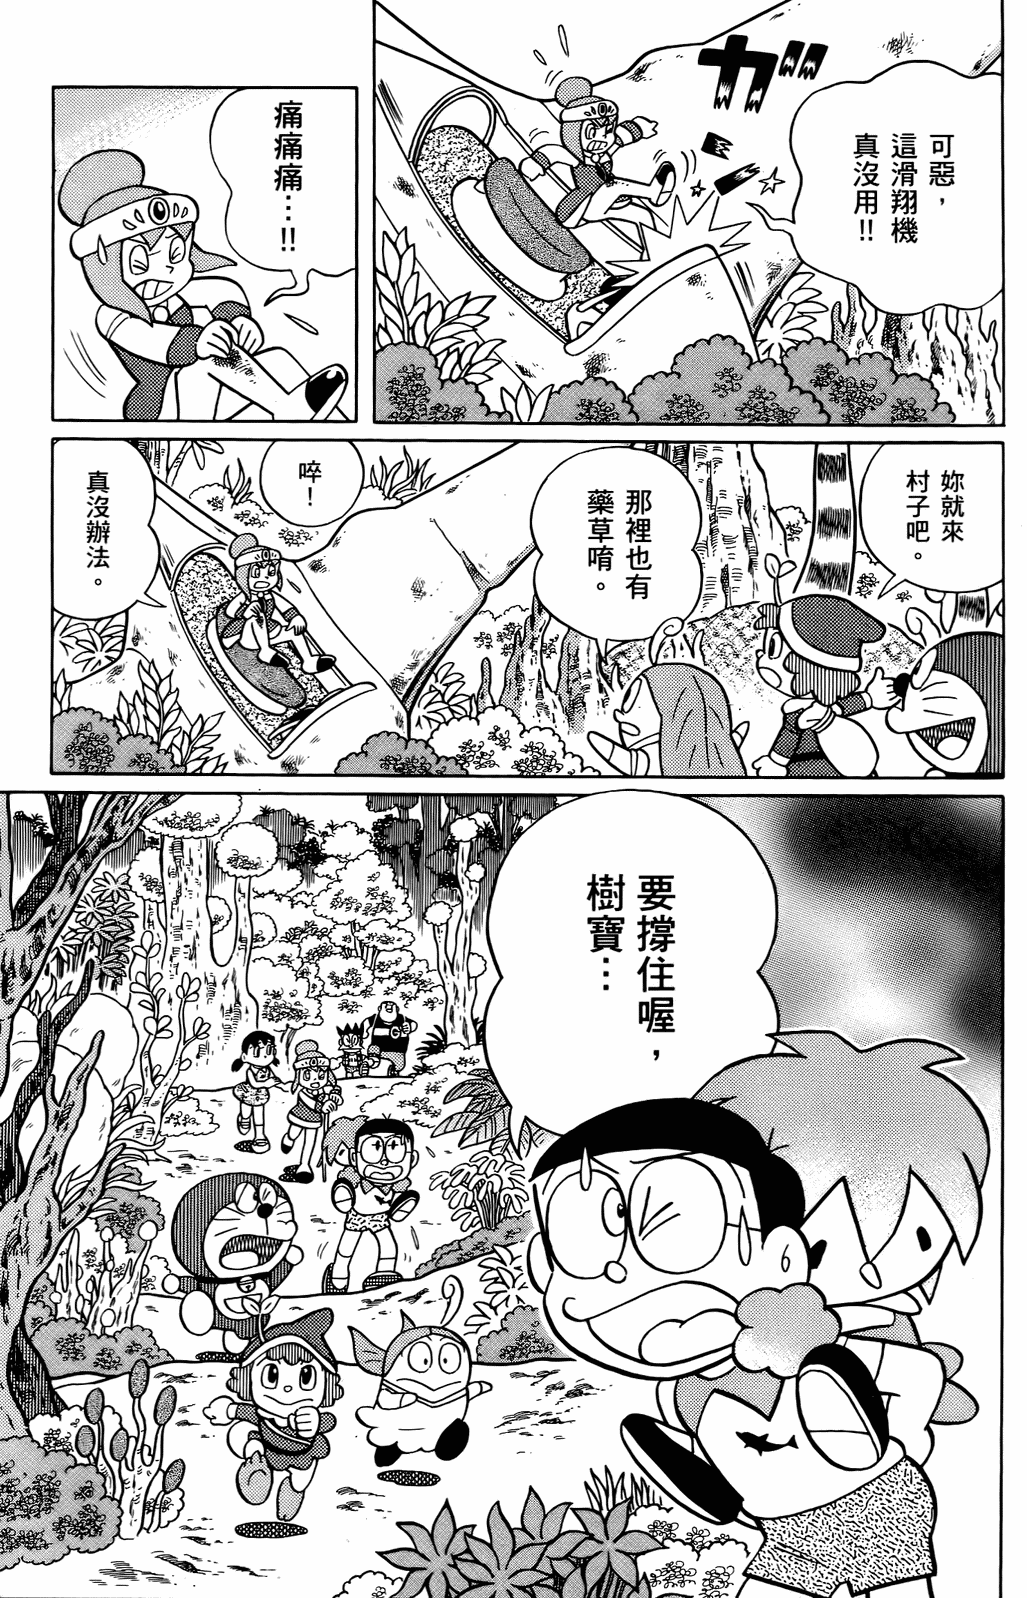 可惡，
這滑翔機
真沒用!!
ガッ
痛痛痛…!!
妳就來
村子吧。
那裡也有
藥草唷。
啐！
真沒辦法。
要撐住喔，
樹寶…